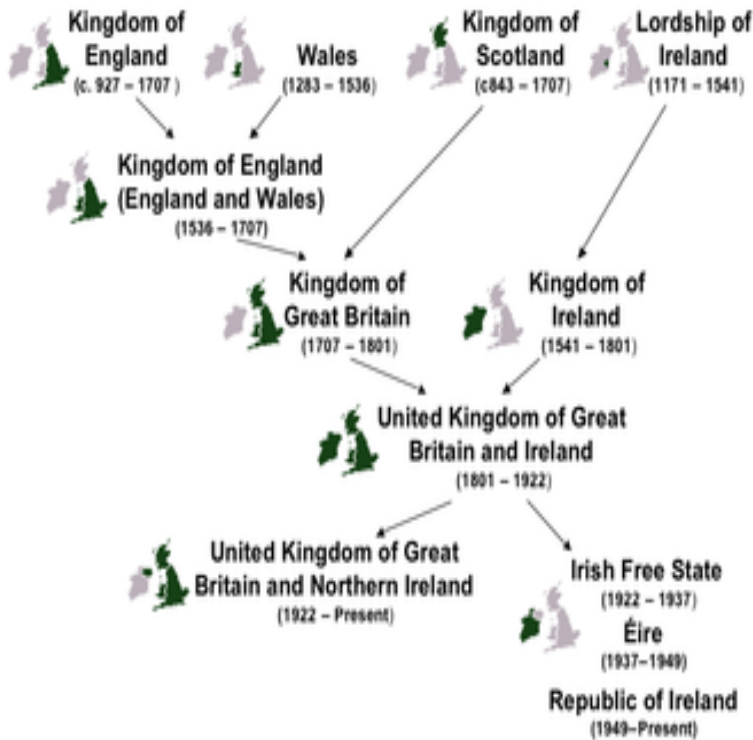 Kingdom of
England
(c. 927 – 1707 )
Wales
(1283 – 1536)
Kingdom of
Scotland
(c843 – 1707)
Lordship of
Ireland
(1171 – 1541)
Kingdom of England
(England and Wales)
(1536 – 1707)
Kingdom of
Great Britain
(1707 – 1801)
Kingdom of
Ireland
(1541 – 1801)
United Kingdom of Great
Britain and Ireland
(1801 – 1922)
United Kingdom of Great
Britain and Northern Ireland
(1922 – Present)
Irish Free State
(1922 – 1937)
Éire
(1937–1949)
Republic of Ireland
(1949–Present)